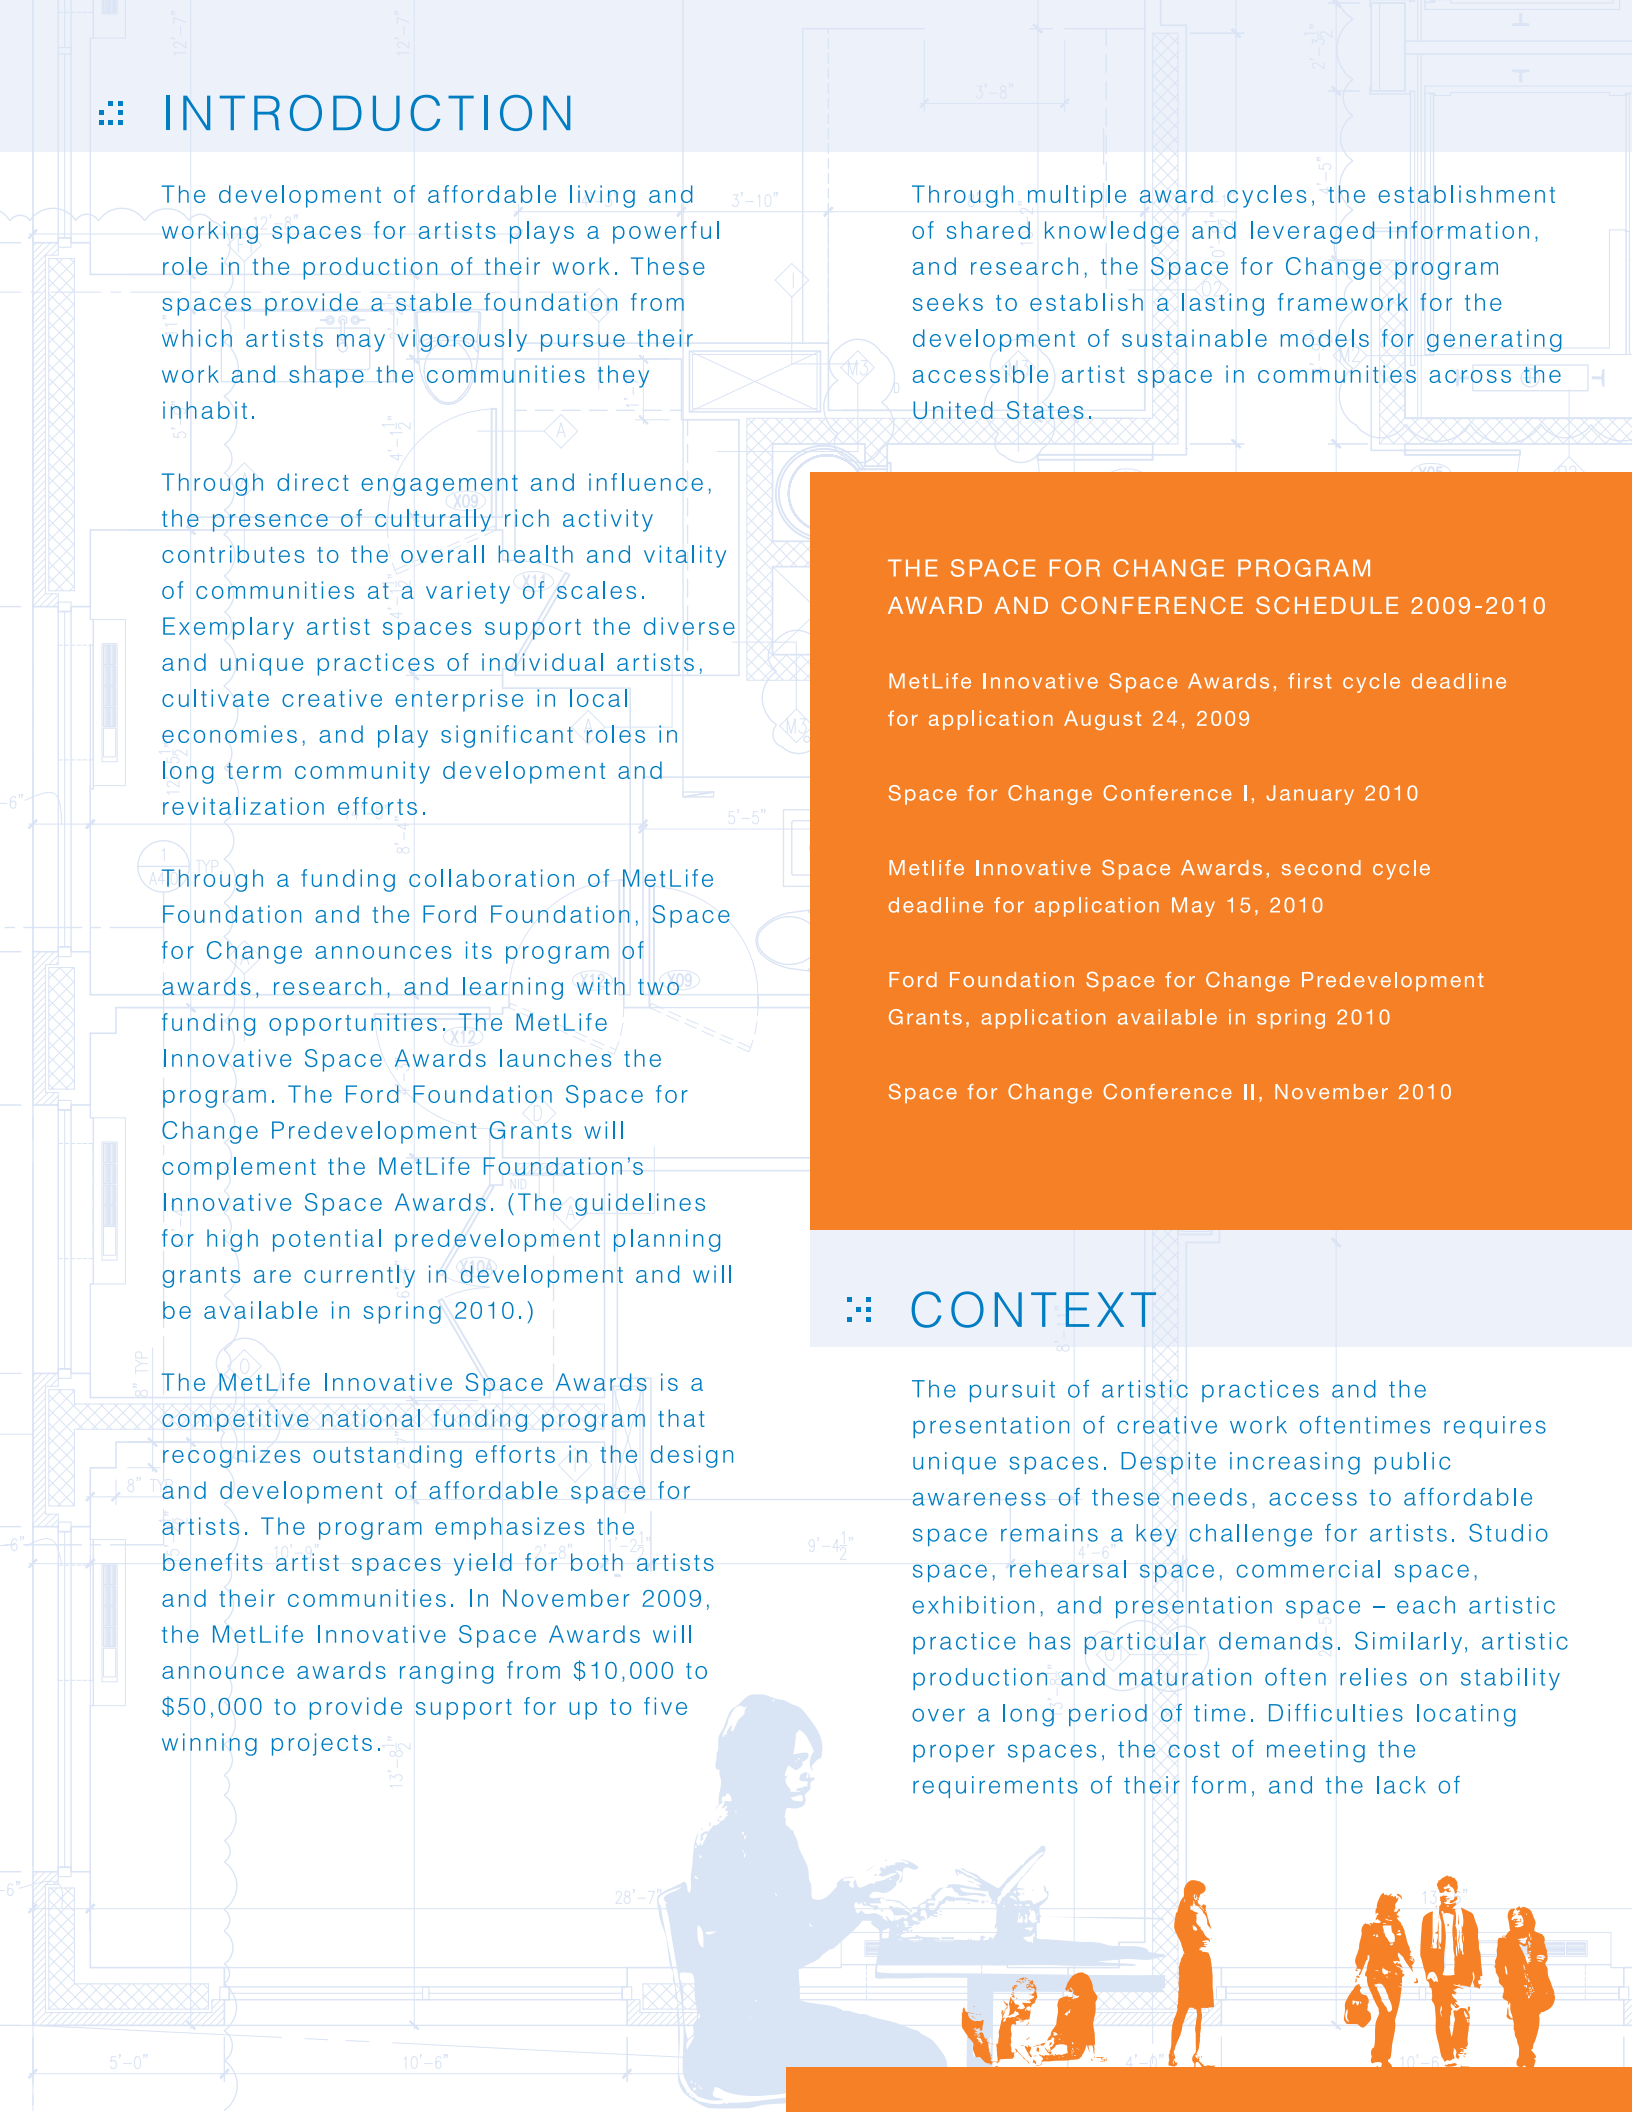 INTRODUCTION
The development of affordable living and
working spaces for artists plays a powerful
role in the production of their work. These
spaces provide a stable foundation from
which artists may vigorously pursue their
work and shape the communities they
inhabit.
Through direct engagement and influence,
the presence of culturally rich activity
contributes to the overall health and vitality
of communities at a variety of scales.
Exemplary artist spaces support the diverse
and unique practices of individual artists,
cultivate creative enterprise in local
economies, and play significant roles in
long term community development and
revitalization efforts.
Through a funding collaboration of MetLife
Foundation and the Ford Foundation, Space
for Change announces its program of
awards, research, and learning with two
funding opportunities. The MetLife
Innovative Space Awards launches the
program. The Ford Foundation Space for
Change Predevelopment Grants will
complement the MetLife Foundation's
Innovative Space Awards. (The guidelines
for high potential predevelopment planning
grants are currently in development and will
be available in spring 2010.)
The MetLife Innovative Space Awards is a
competitive national funding program that
recognizes outstanding efforts in the design
and development of affordable space for
artists. The program emphasizes the
benefits artist spaces yield for both artists
and their communities. In November 2009,
the MetLife Innovative Space Awards will
announce awards ranging from $10,000 to
$50,000 to provide support for up to five
winning projects.
Through multiple award cycles, the establishment
of shared knowledge and leveraged information,
and research, the Space for Change program
seeks to establish a lasting framework for the
development of sustainable models for generating
accessible artist space in communities across the
United States.
THE SPACE FOR CHANGE PROGRAM
AWARD AND CONFERENCE SCHEDULE 2009-2010
MetLife Innovative Space Awards, first cycle deadline
for application August 24, 2009
Space for Change Conference I, January 2010
Metlife Innovative Space Awards, second cycle
deadline for application May 15, 2010
Ford Foundation Space for Change Predevelopment
Grants, application available in spring 2010
Space for Change Conference II, November 2010
CONTEXT
The pursuit of artistic practices and the
presentation of creative work oftentimes requires
unique spaces. Despite increasing public
awareness of these needs, access to affordable
space remains a key challenge for artists. Studio
space, rehearsal space, commercial space,
exhibition, and presentation space – each artistic
practice has particular demands. Similarly, artistic
production and maturation often relies on stability
over a long period of time. Difficulties locating
proper spaces, the cost of meeting the
requirements of their form, and the lack of